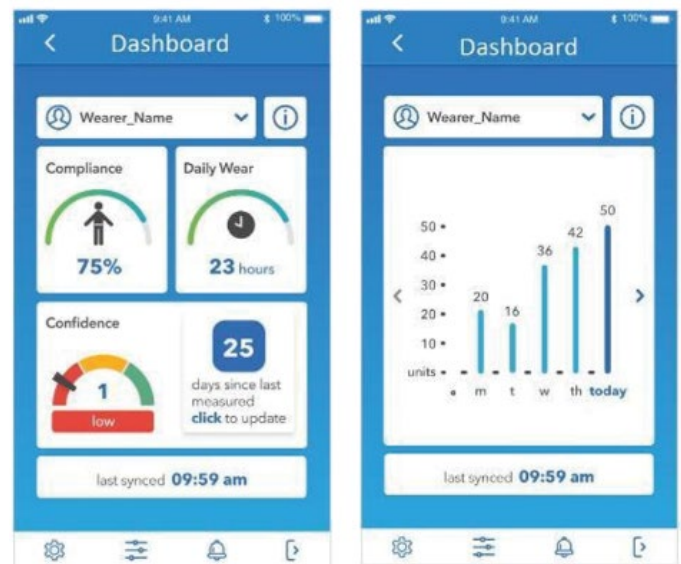 9:41 AM 100%
Dashboard
Wearer_Name
Compliance
75%
Daily Wear
23 hours
Confidence
1
low
25
days since last
measured
click to update
last synced 09:59 am
9:41 AM 100%
Dashboard
Wearer_Name
50
50
42
40
36
30
20
20
16
10
units
m t w th today
last synced 09:59 am